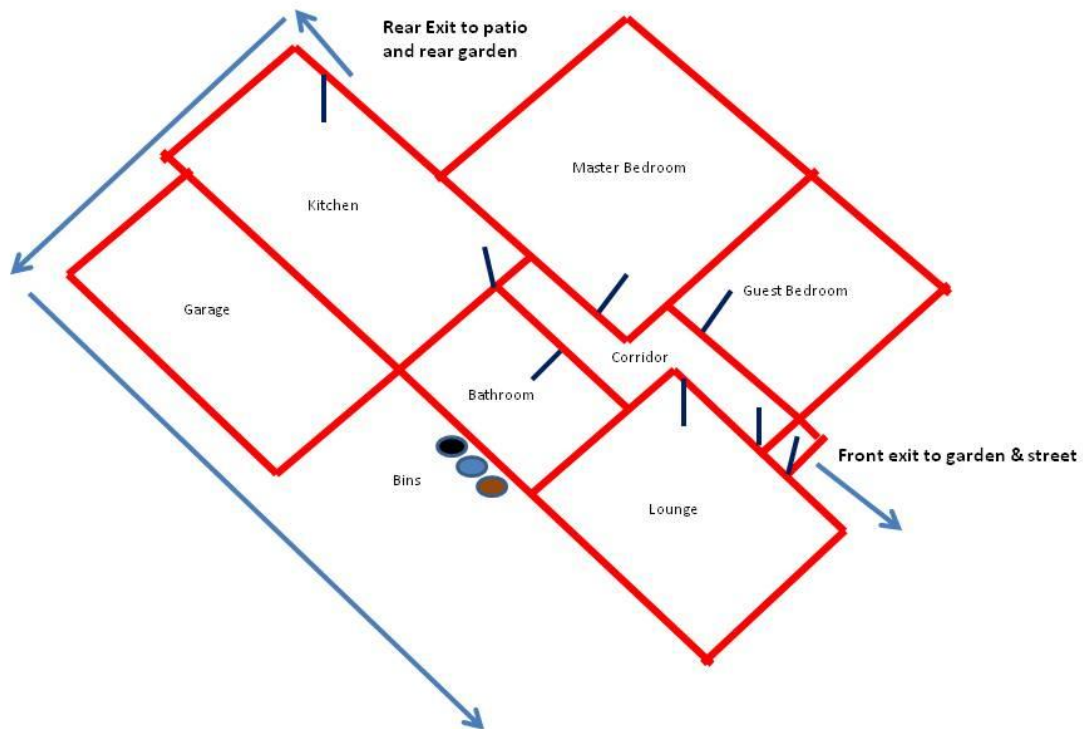 Rear Exit to patio
and rear garden
Master Bedroom
Kitchen
Guest Bedroom
Garage
Corridor
Bathroom
Front exit to garden & street
Bins
Lounge